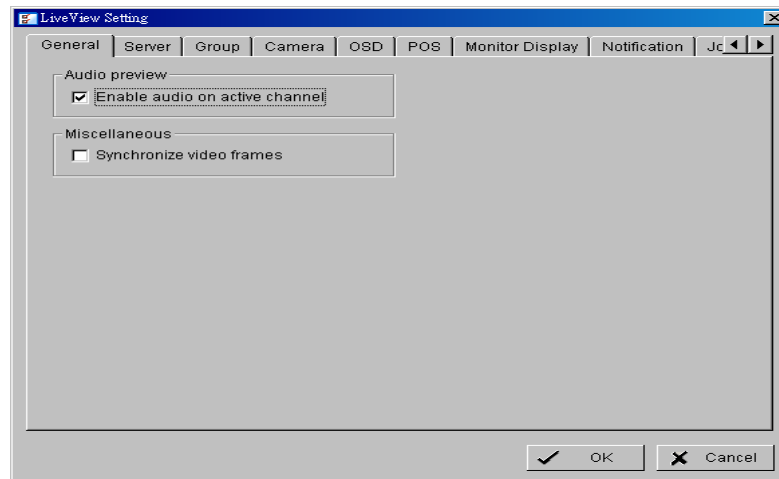 LiveView Setting
General Server Group Camera OSD POS Monitor Display Notification
Audio preview
Enable audio on active channel
Miscellaneous
Synchronize video frames
OK Cancel